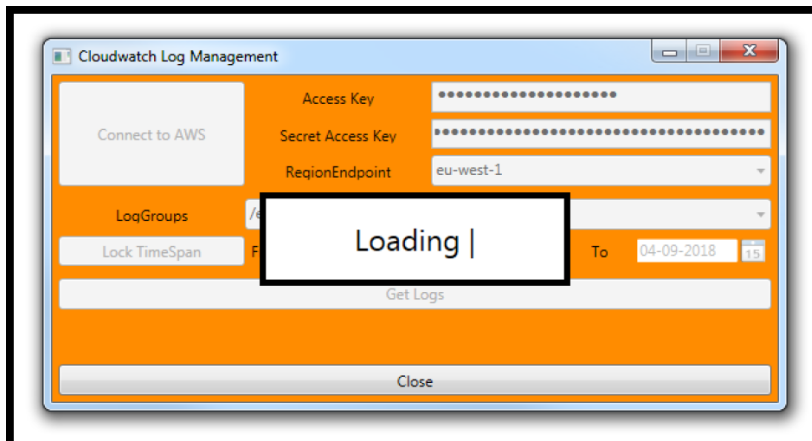 Cloudwatch Log Management
Connect to AWS
Access Key
Secret Access Key
RegionEndpoint
eu-west-1
LogGroups
Loading |
Lock TimeSpan
To
04-09-2018
15
Get Logs
Close